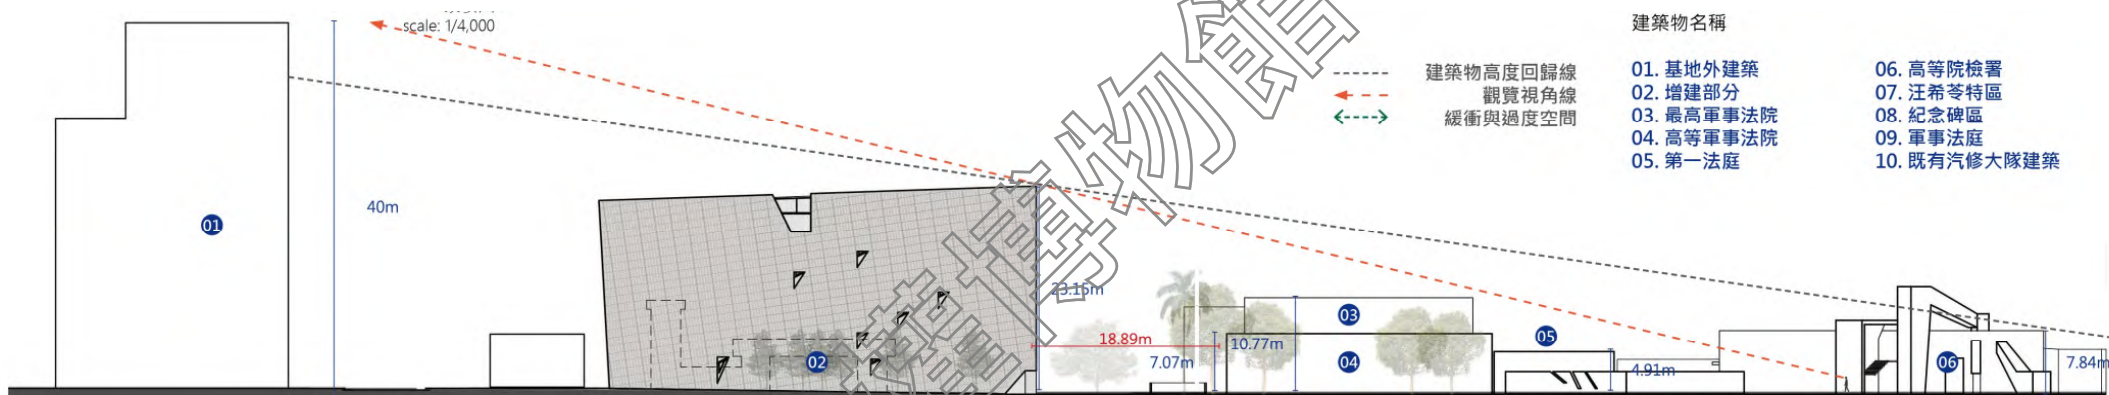 scale: 1/4,000
建築物高度回歸線
觀覽視角線
緩衝與過度空間
建築物名稱
01. 基地外建築
02. 增建部分
03. 最高軍事法院
04. 高等軍事法院
05. 第一法庭
06. 高等院檢署
07. 汪希苓特區
08. 紀念碑區
09. 軍事法庭
10. 既有汽修大隊建築
01
40m
02
23.15m
18.89m
7.07m
10.77m
03
04
05
4.91m
06
7.84m
博物館